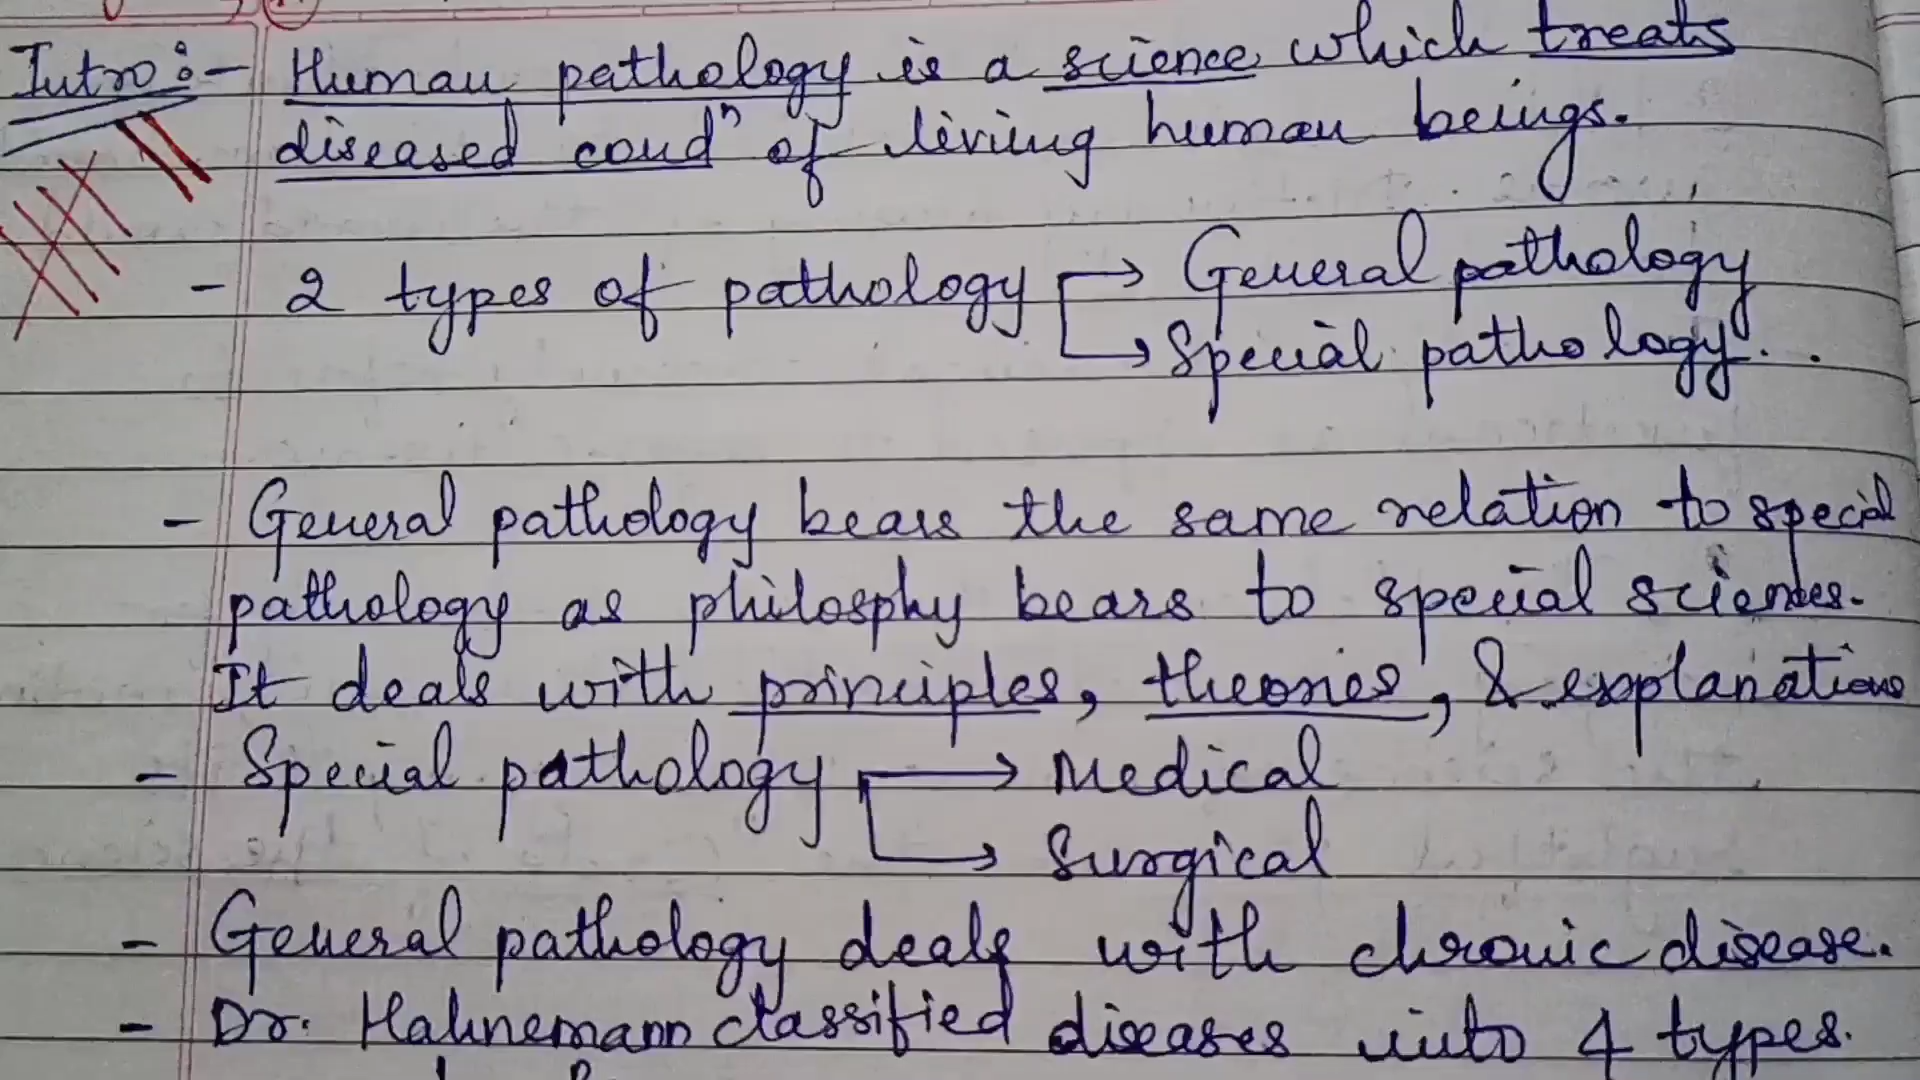 Intro:- Human pathology is a science which treats
diseased condⁿ of living human beings.
- 2 types of pathology → General pathology
→ Special pathology.
- General pathology bears the same relation to special
pathology as philosphy bears to special sciences.
It deals with principles, theories, & explanations
- Special pathology → Medical
→ Surgical
- General pathology deals with chronic disease.
- Dr. Hahnemann classified diseases into 4 types.